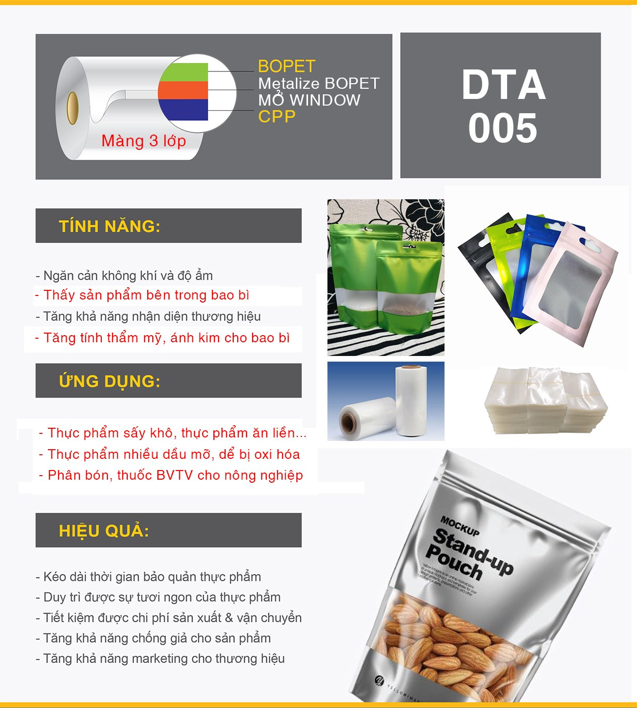 BOPET
Metalize BOPET
MỞ WINDOW
CPP
Màng 3 lớp
DTA
005
TÍNH NĂNG:
- Ngăn cản không khí và độ ẩm
- Thấy sản phẩm bên trong bao bì
- Tăng khả năng nhận diện thương hiệu
- Tăng tính thẩm mỹ, ánh kim cho bao bì
ỨNG DỤNG:
- Thực phẩm sấy khô, thực phẩm ăn liền...
- Thực phẩm nhiều dầu mỡ, dể bị oxi hóa
- Phân bón, thuốc BVTV cho nông nghiệp
HIỆU QUẢ:
- Kéo dài thời gian bảo quản thực phẩm
- Duy trì được sự tươi ngon của thực phẩm
- Tiết kiệm được chi phí sản xuất & vận chuyển
- Tăng khả năng chống giả cho sản phẩm
- Tăng khả năng marketing cho thương hiệu
MOCKUP
Stand-up
Pouch